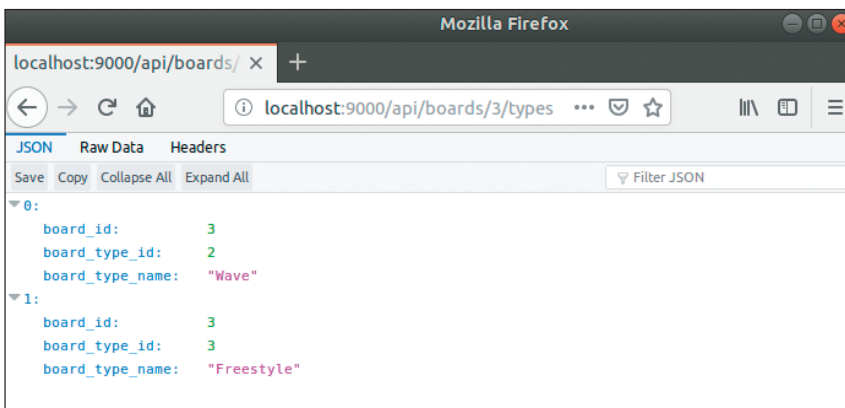 Mozilla Firefox
localhost:9000/api/boards/
localhost:9000/api/boards/3/types
JSON Raw Data Headers
Save Copy Collapse All Expand All Filter JSON
0:
board_id: 3
board_type_id: 2
board_type_name: "Wave"
1:
board_id: 3
board_type_id: 3
board_type_name: "Freestyle"